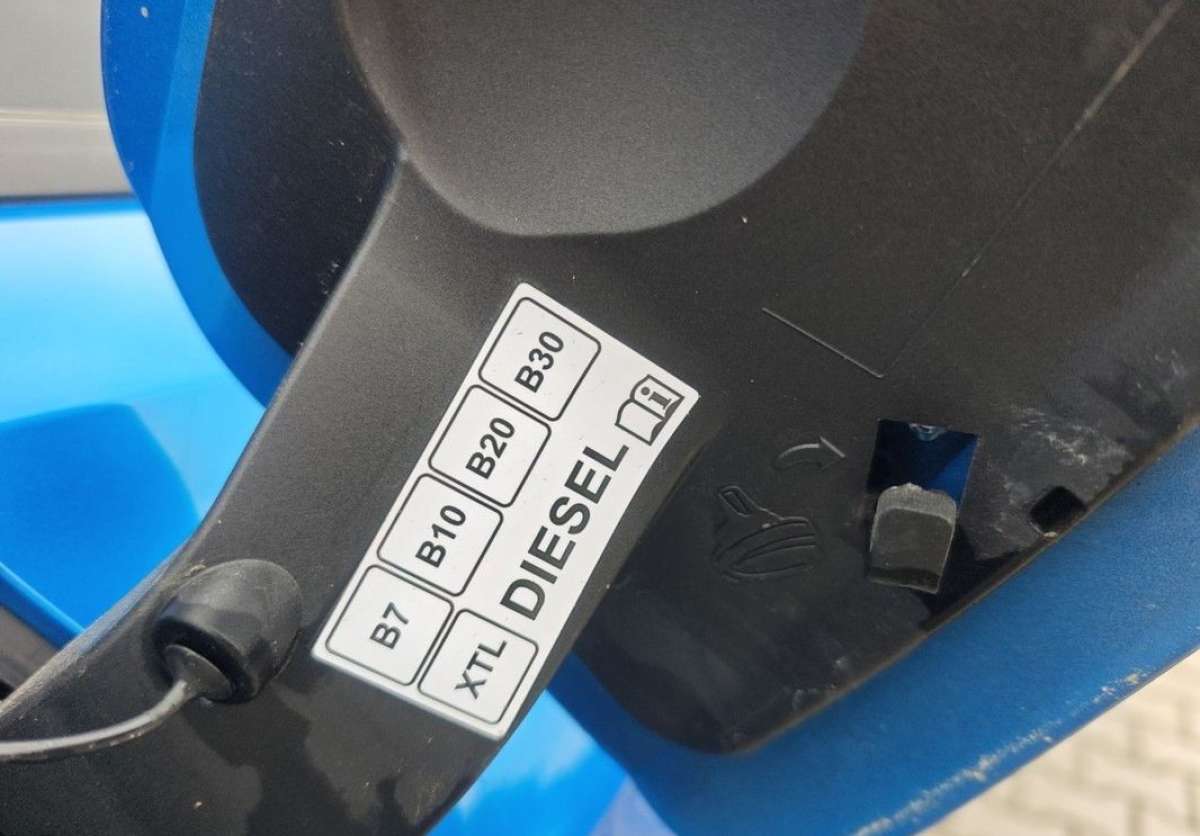 B7 B10 B20 B30
XTL DIESEL i